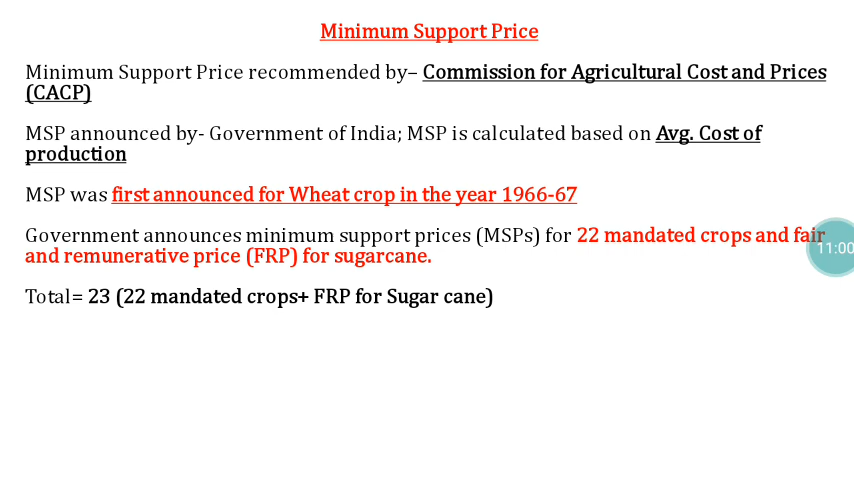 Minimum Support Price
Minimum Support Price recommended by– Commission for Agricultural Cost and Prices
(CACP)
MSP announced by- Government of India; MSP is calculated based on Avg. Cost of
production
MSP was first announced for Wheat crop in the year 1966-67
Government announces minimum support prices (MSPs) for 22 mandated crops and fair
and remunerative price (FRP) for sugarcane.
11:00
Total= 23 (22 mandated crops+ FRP for Sugar cane)